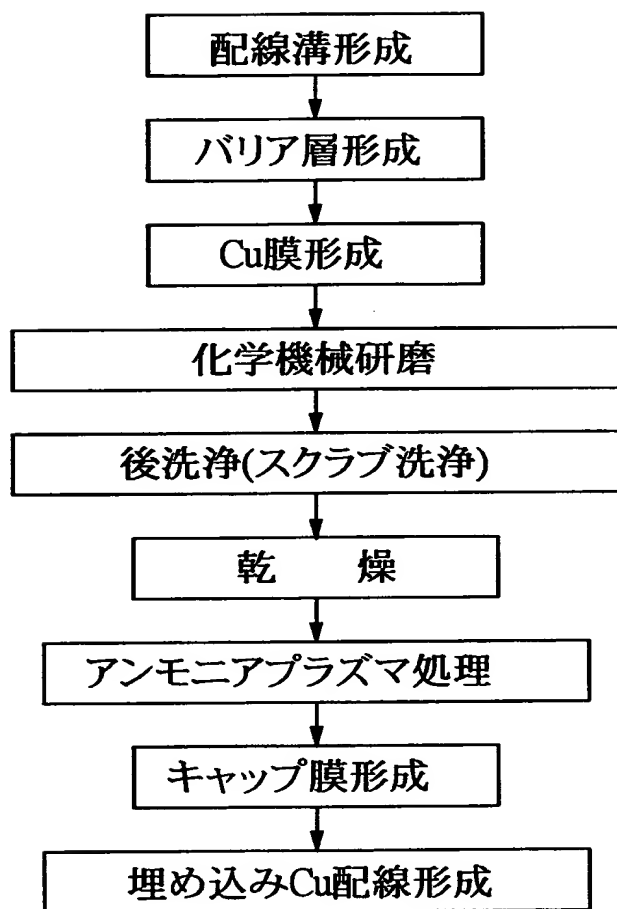 配線溝形成
バリア層形成
Cu膜形成
化学機械研磨
後洗浄(スクラブ洗浄)
乾　　燥
アンモニアプラズマ処理
キャップ膜形成
埋め込みCu配線形成